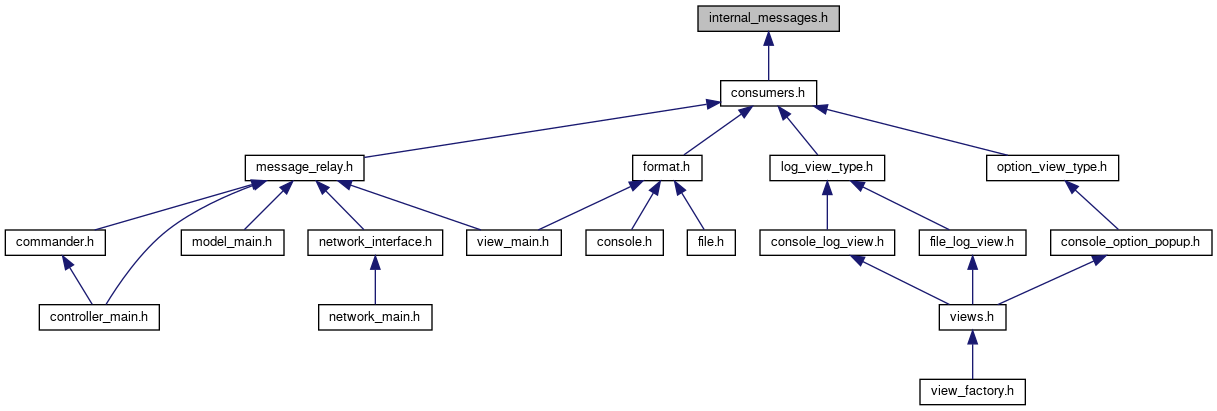 internal_messages.h
consumers.h
message_relay.h
format.h
log_view_type.h
option_view_type.h
commander.h
model_main.h
network_interface.h
view_main.h
console.h
file.h
console_log_view.h
file_log_view.h
console_option_popup.h
controller_main.h
network_main.h
views.h
view_factory.h